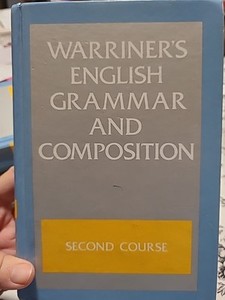 WARRINER'S
ENGLISH
GRAMMAR
AND
COMPOSITION
SECOND COURSE